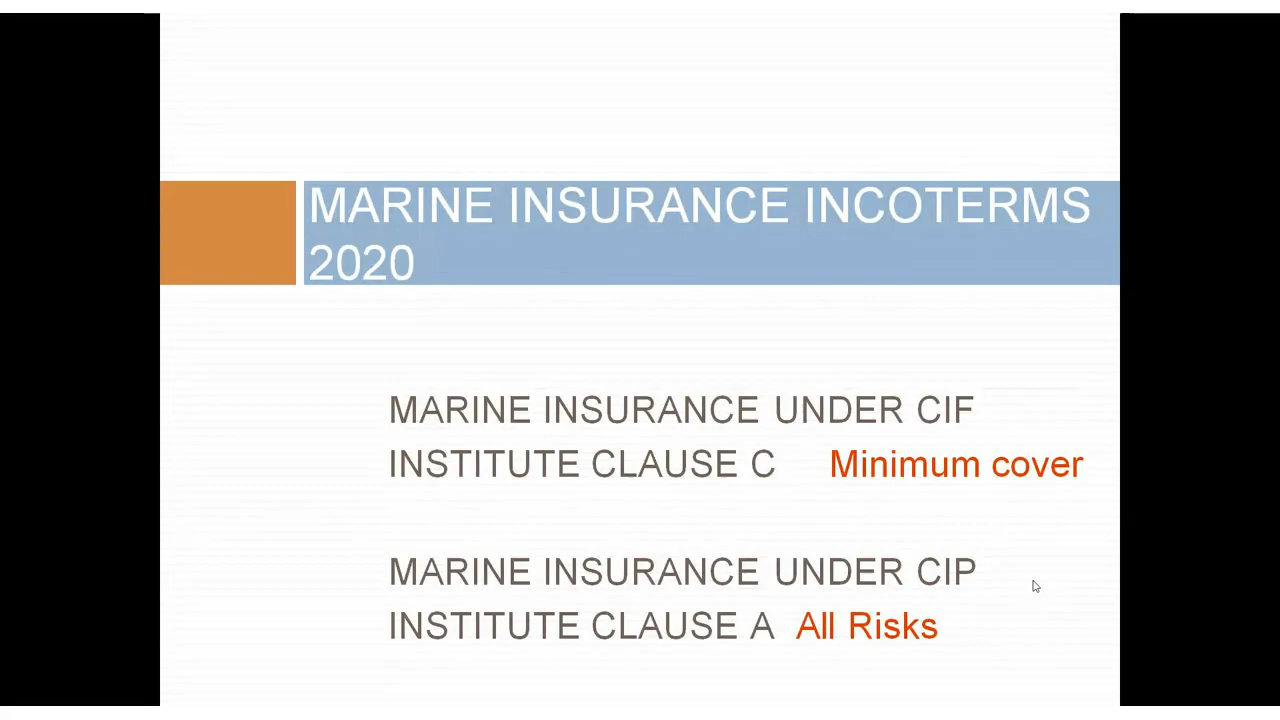 MARINE INSURANCE INCOTERMS
2020
MARINE INSURANCE UNDER CIF
INSTITUTE CLAUSE C Minimum cover
MARINE INSURANCE UNDER CIP
INSTITUTE CLAUSE A All Risks